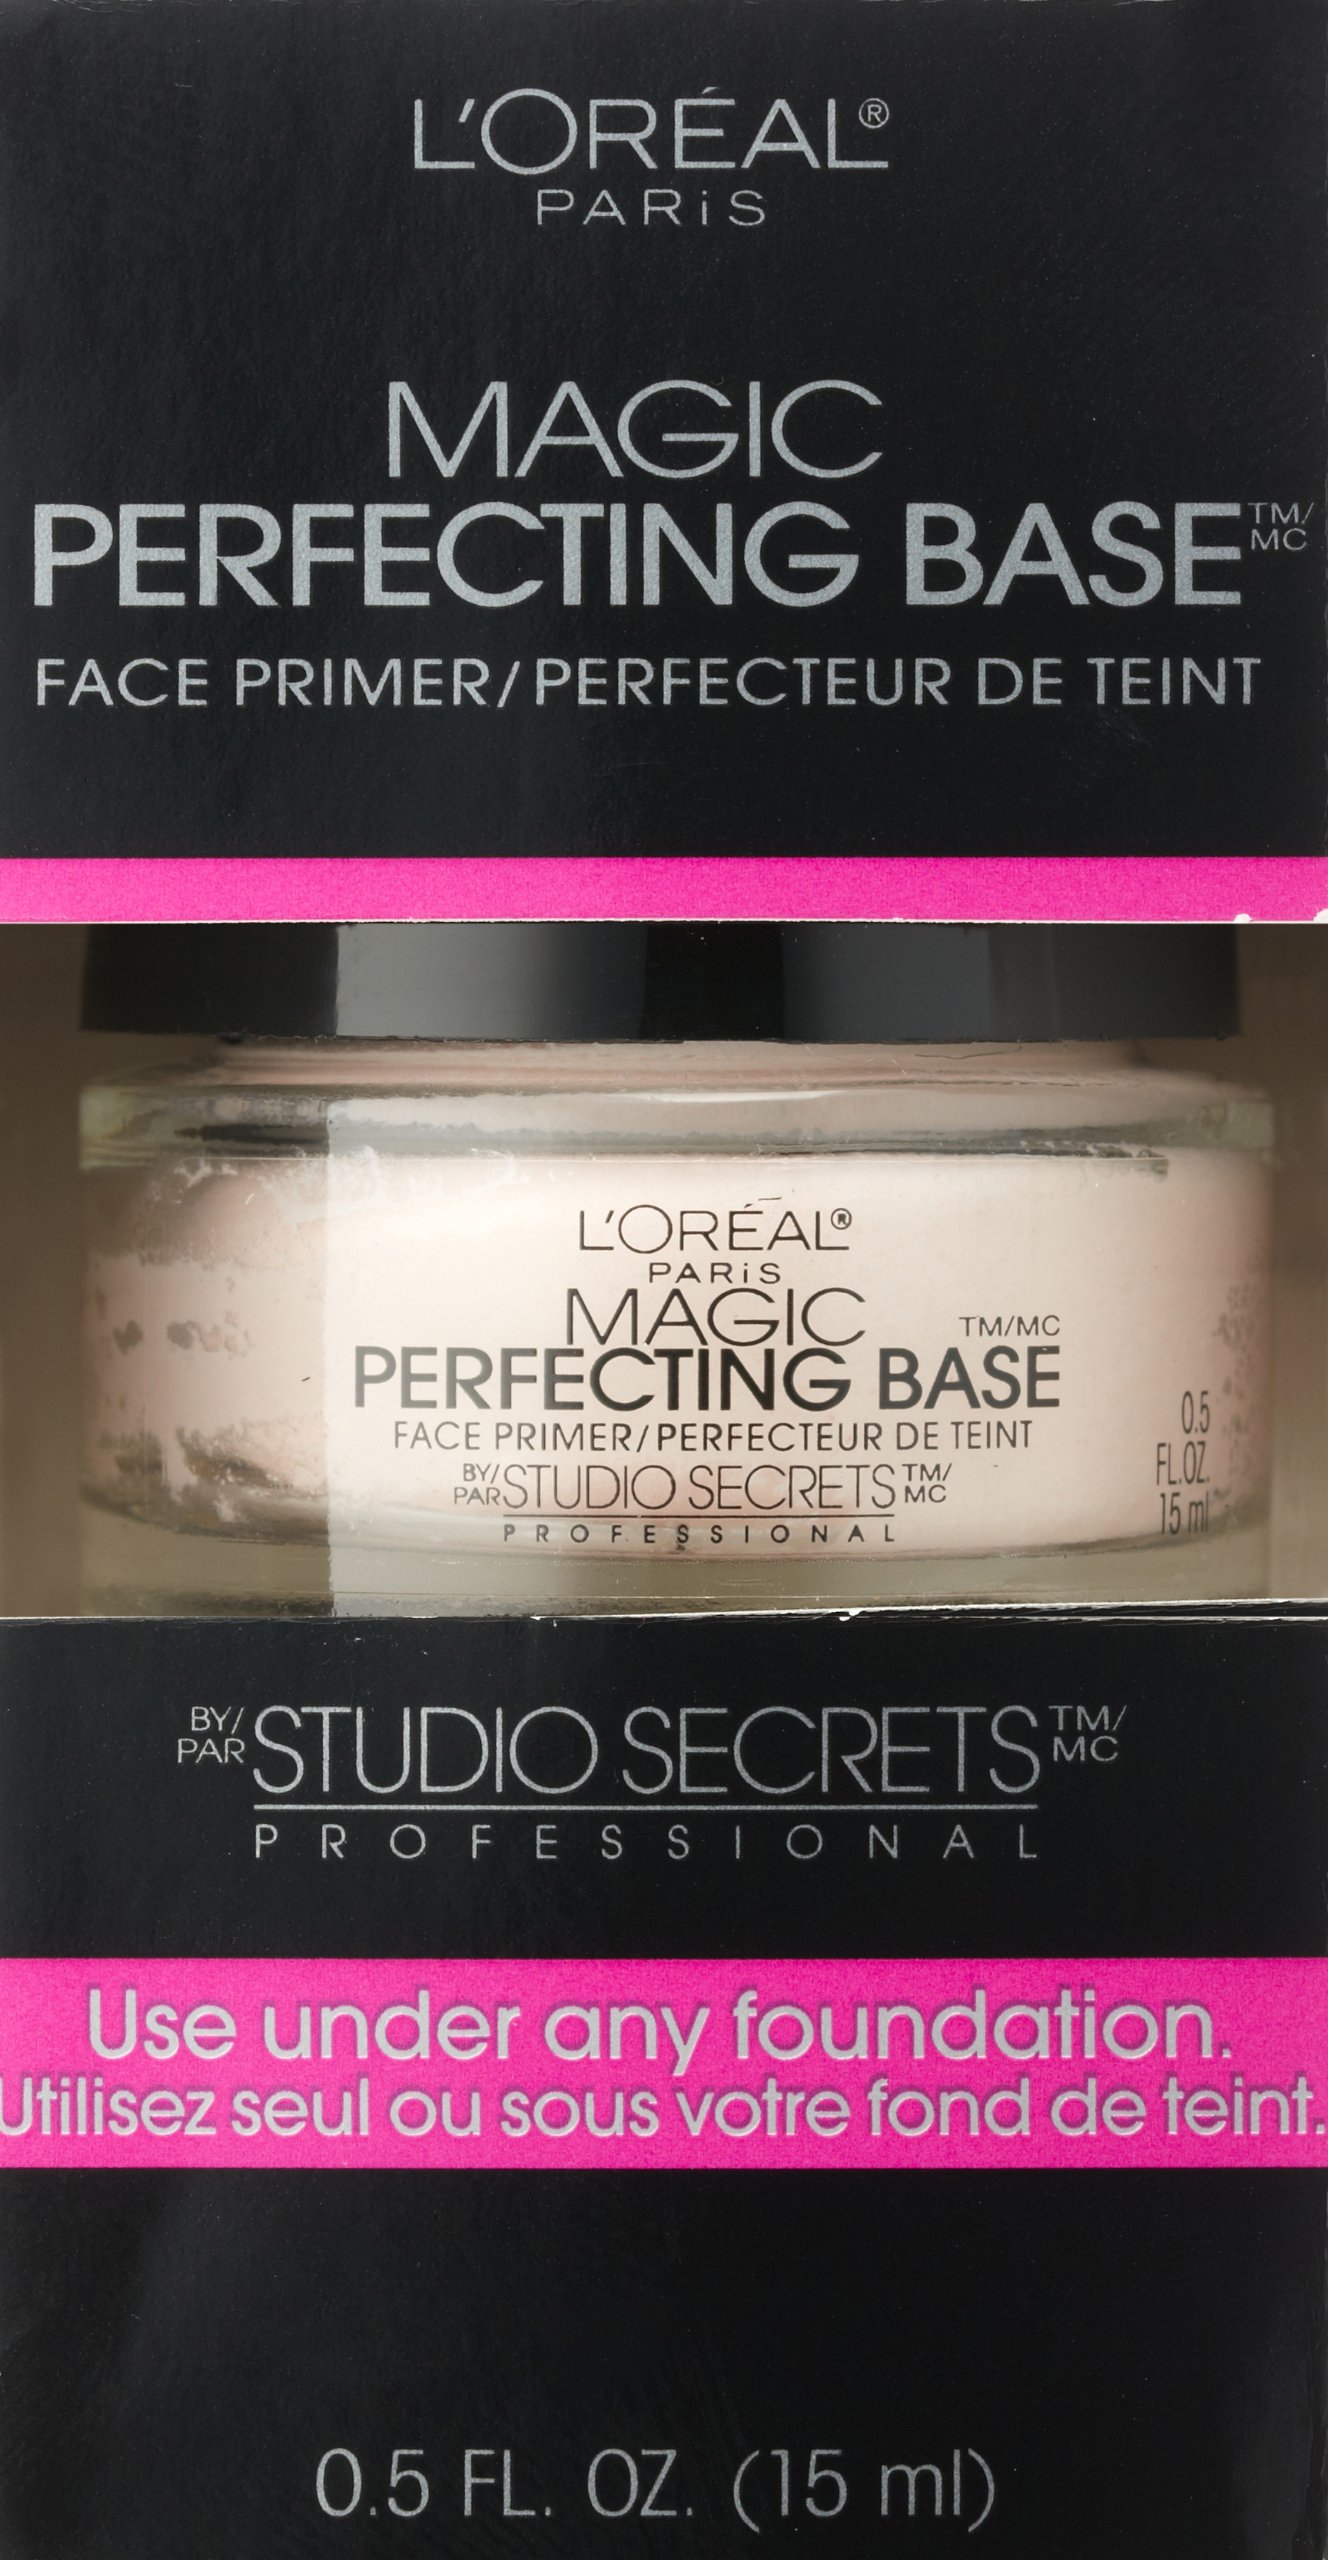 L'ORÉAL®
PARiS
MAGIC
PERFECTING BASE TM/
MC
FACE PRIMER/PERFECTEUR DE TEINT
L'ORÉAL®
PARiS
MAGIC
PERFECTING BASE TM/MC
FACE PRIMER/PERFECTEUR DE TEINT
BY/
PAR STUDIO SECRETS TM/
MC
PROFESSIONAL
0.5
FL.OZ.
15 ml
BY/
PAR STUDIO SECRETS TM/
MC
PROFESSIONAL
Use under any foundation.
Utilisez seul ou sous votre fond de teint.
0.5 FL. OZ. (15 ml)